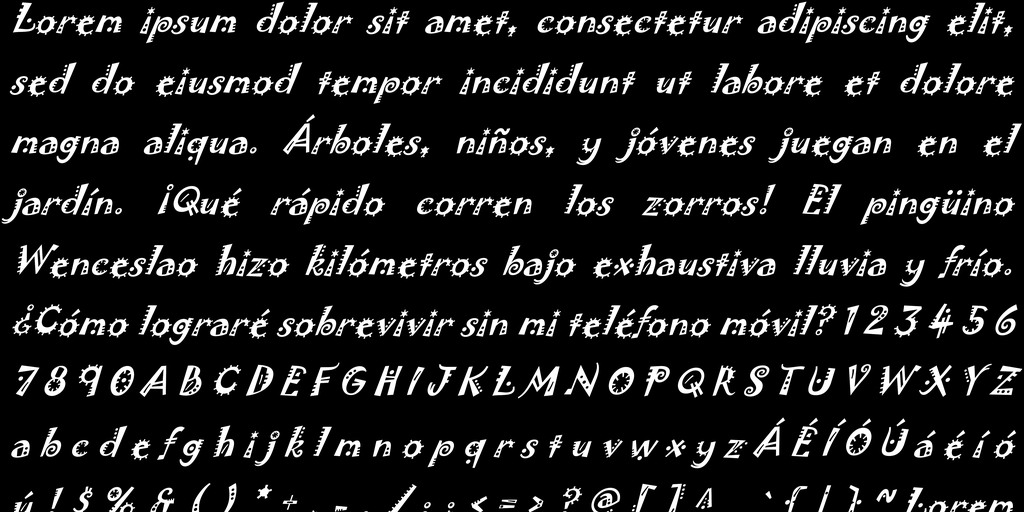 Lorem ipsum dolor sit amet, consectetur adipiscing elit,
sed do eiusmod tempor incididunt ut labore et dolore
magna aliqua. Árboles, niños, y jóvenes juegan en el
jardín. ¡Qué rápido corren los zorros! El pingüino
Wenceslao hizo kilómetros bajo exhaustiva lluvia y frío.
¿Cómo lograré sobrevivir sin mi teléfono móvil? 1 2 3 4 5 6
7 8 9 0 A B C D E F G H I J K L M N O P Q R S T U V W X Y Z
a b c d e f g h i j k l m n o p q r s t u v w x y z Á É Í Ó Ú á é í ó
ú ! $ % & ( ) * + , - . / : ; < = > ? @ [ ] ^ _ ` { | } ~ Lorem